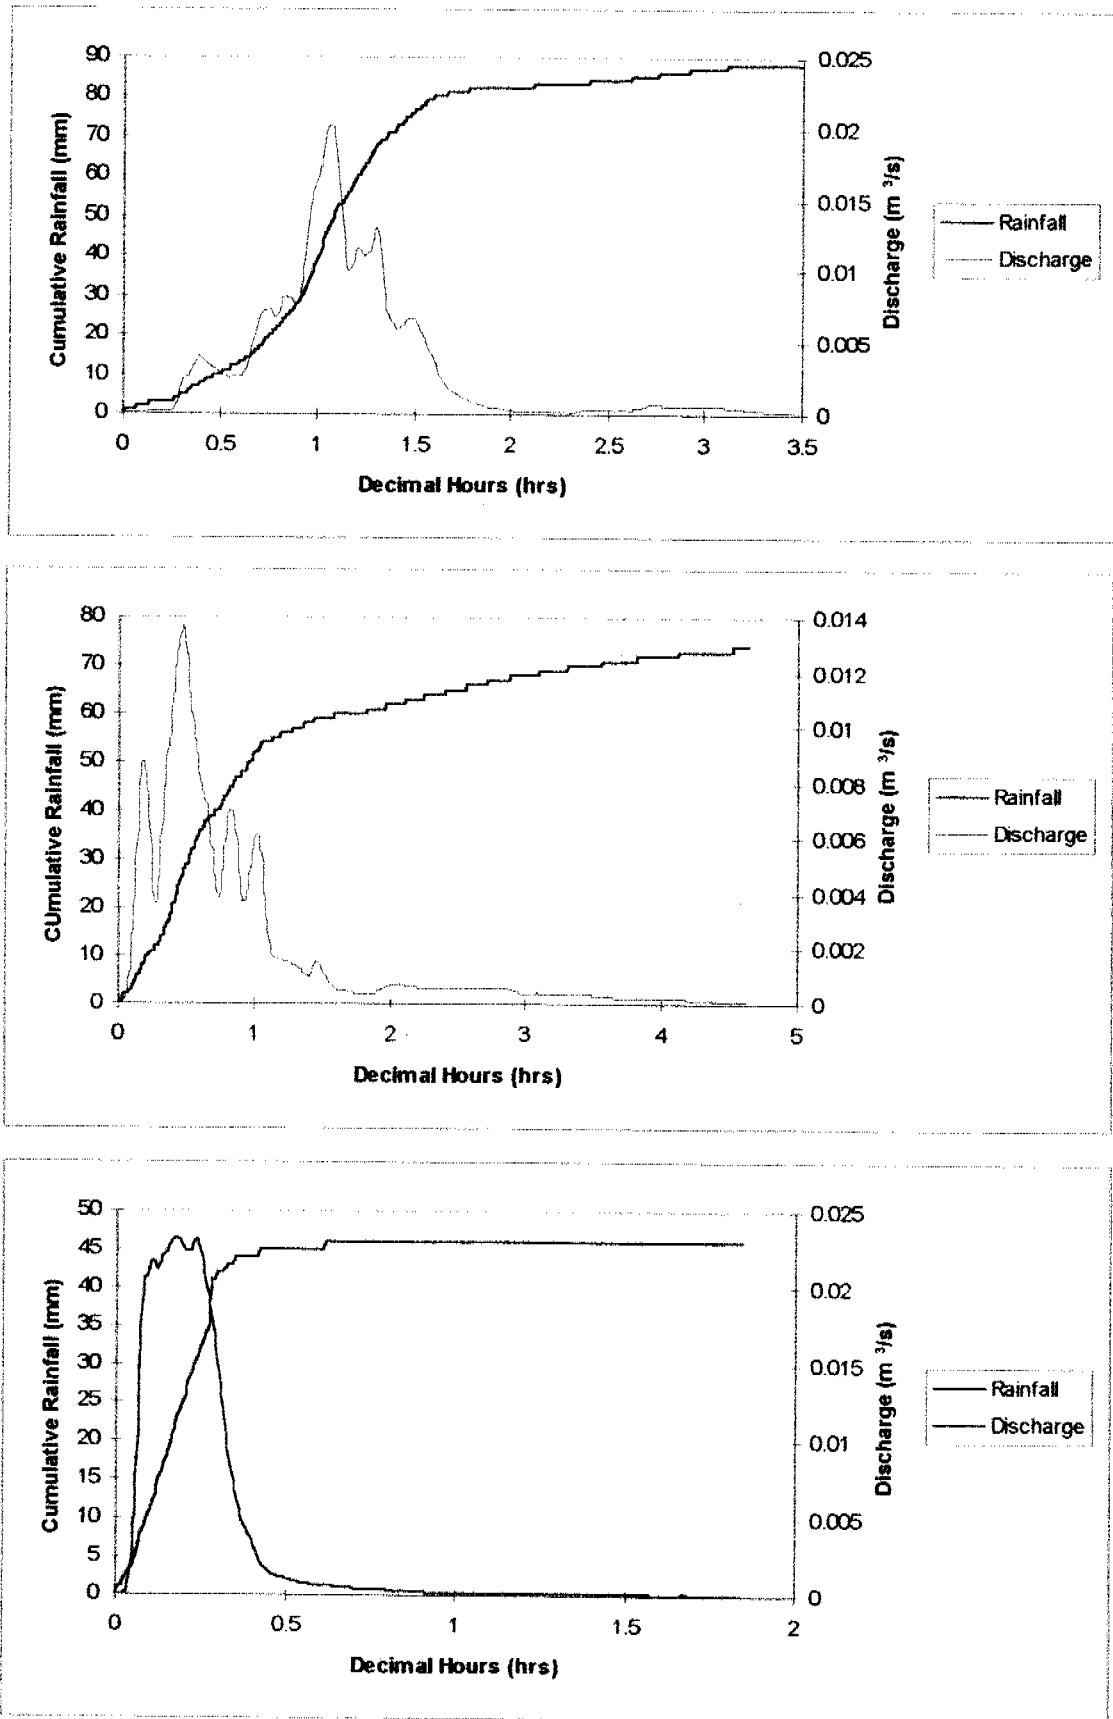 90
80
70
60
50
40
30
20
10
0
Cumulative Rainfall (mm)
0.025
0.02
0.015
0.01
0.005
0
Discharge (m ³/s)
0 0.5 1 1.5 2 2.5 3 3.5
Decimal Hours (hrs)
Rainfall
Discharge
80
70
60
50
40
30
20
10
0
CUmulative Rainfall (mm)
0.014
0.012
0.01
0.008
0.006
0.004
0.002
0
Discharge (m ³/s)
0 1 2 3 4 5
Decimal Hours (hrs)
Rainfall
Discharge
50
45
40
35
30
25
20
15
10
5
0
Cumulative Rainfall (mm)
0.025
0.02
0.015
0.01
0.005
0
Discharge (m ³/s)
0 0.5 1 1.5 2
Decimal Hours (hrs)
Rainfall
Discharge